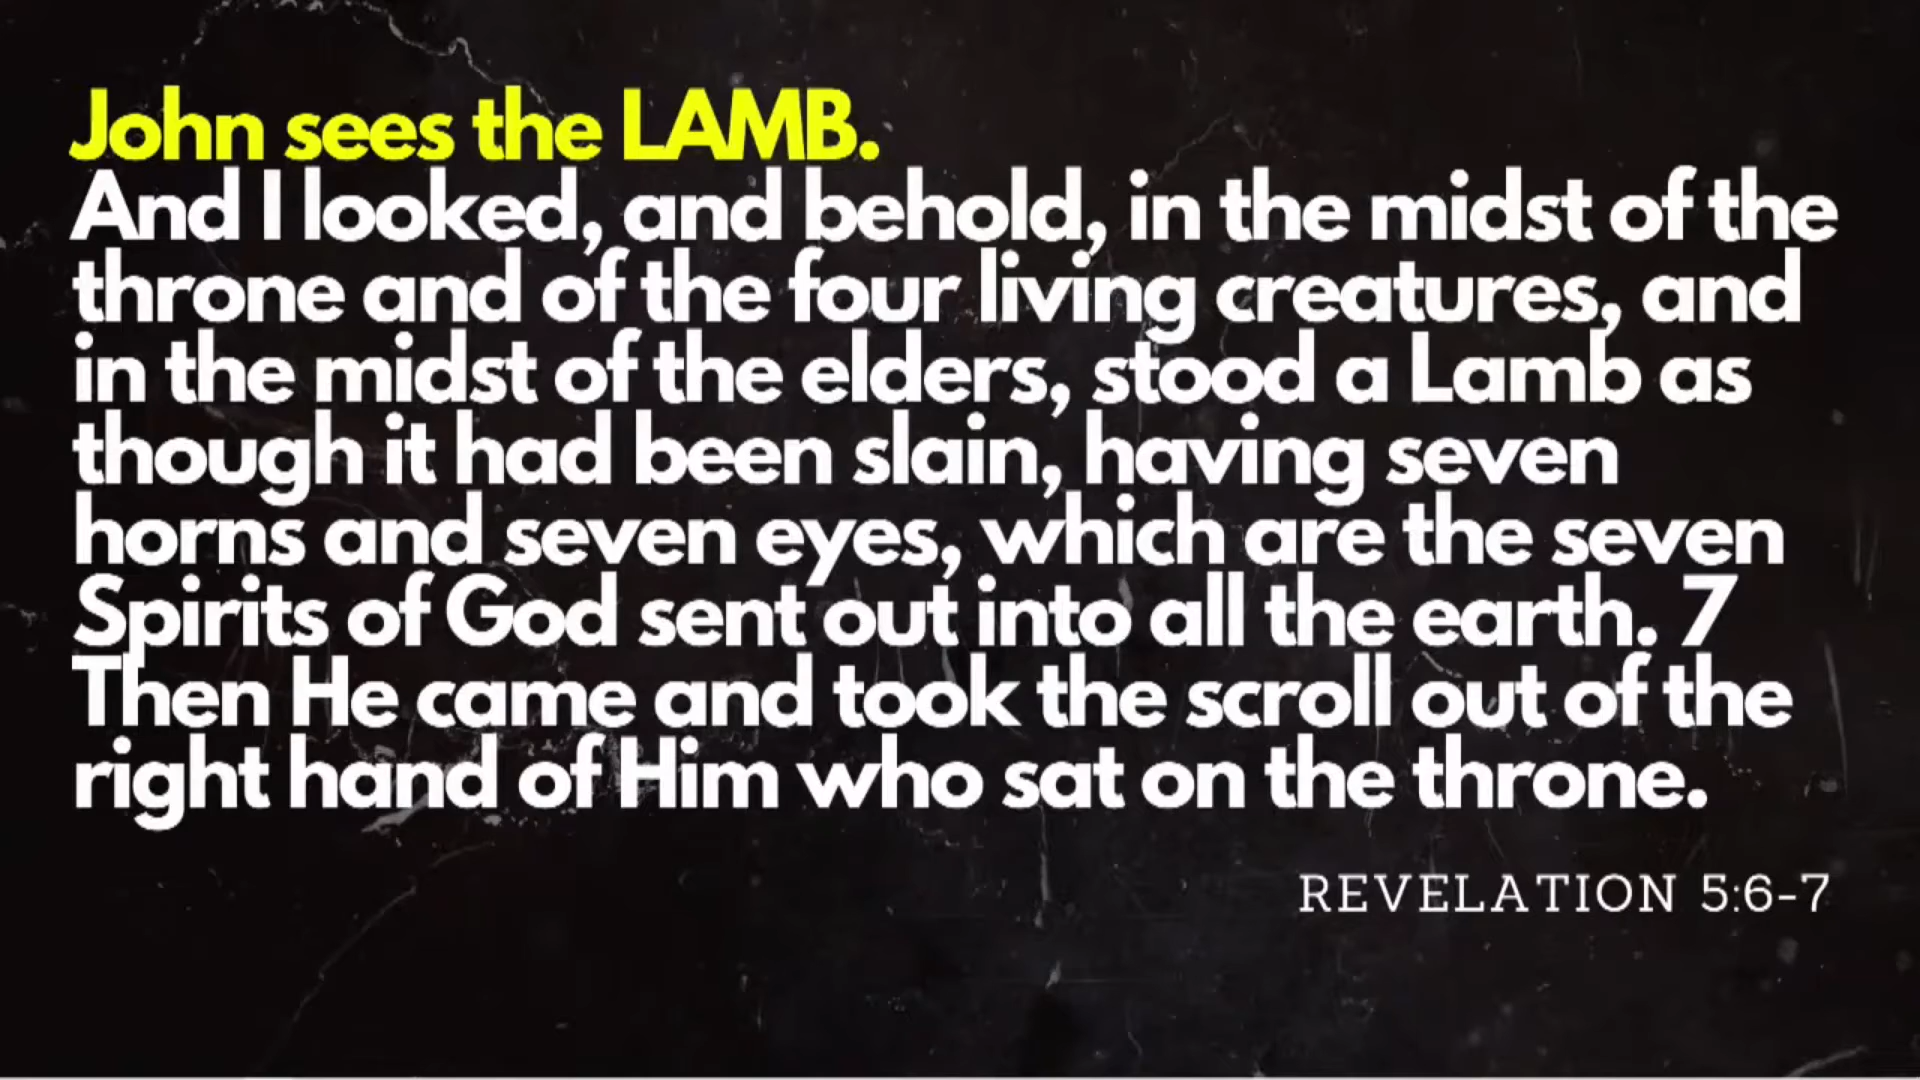 John sees the LAMB.
And I looked, and behold, in the midst of the
throne and of the four living creatures, and
in the midst of the elders, stood a Lamb as
though it had been slain, having seven
horns and seven eyes, which are the seven
Spirits of God sent out into all the earth. 7
Then He came and took the scroll out of the
right hand of Him who sat on the throne.
REVELATION 5:6-7